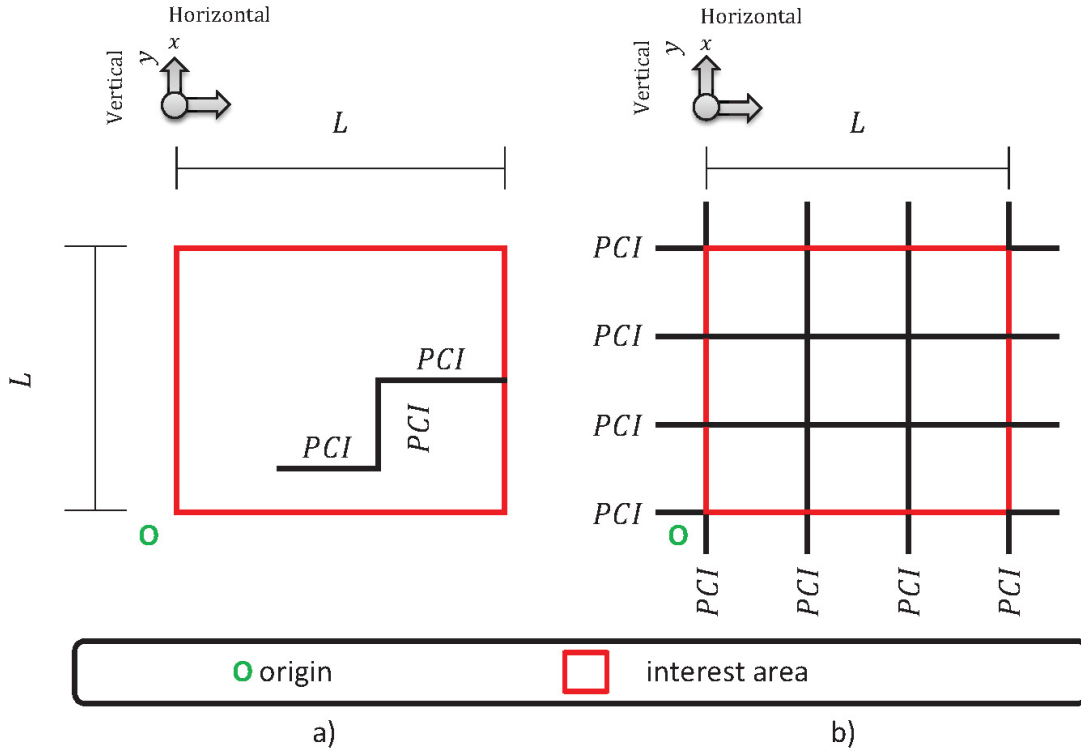 Horizontal
x
y
Vertical
L
L
PCI
PCI
PCI
O
Horizontal
x
y
Vertical
L
PCI
PCI
PCI
PCI
O
PCI
PCI
PCI
PCI
O origin
interest area
a)
b)